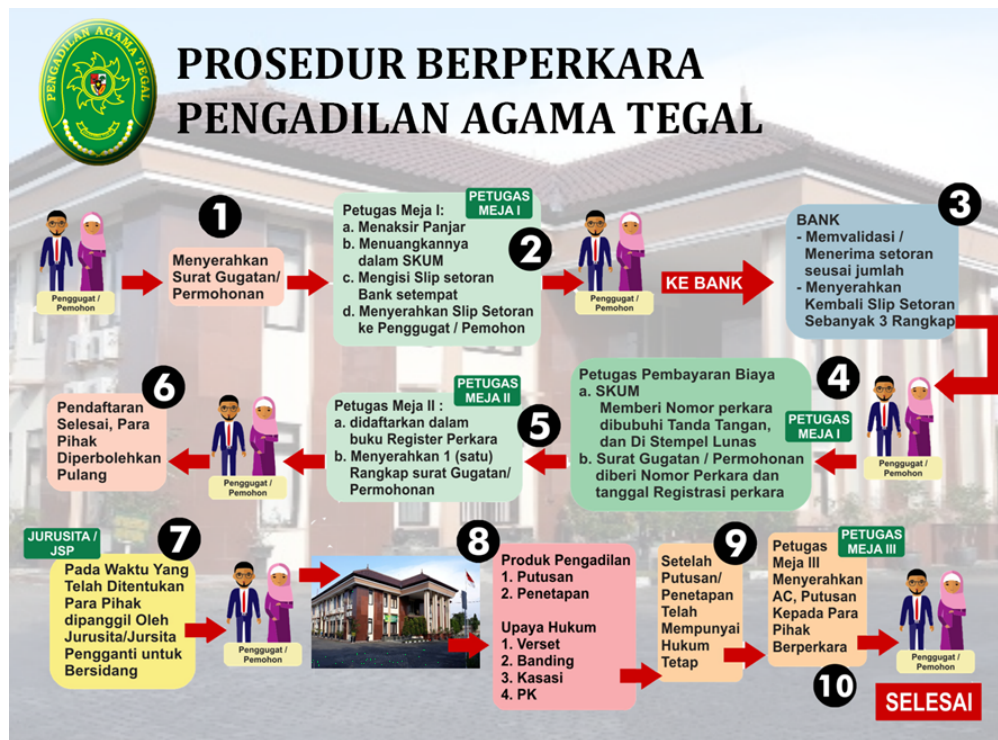 PENGADILAN AGAMA TEGAL
PROSEDUR BERPERKARA
PENGADILAN AGAMA TEGAL
Penggugat /
Pemohon
1
Menyerahkan
Surat Gugatan/
Permohonan
PETUGAS
MEJA I
2
Petugas Meja I:
a. Menaksir Panjar
b. Menuangkannya
dalam SKUM
c. Mengisi Slip setoran
Bank setempat
d. Menyerahkan Slip Setoran
ke Penggugat / Pemohon
Penggugat /
Pemohon
KE BANK
3
BANK
- Memvalidasi /
Menerima setoran
seusai jumlah
- Menyerahkan
Kembali Slip Setoran
Sebanyak 3 Rangkap
Penggugat /
Pemohon
4
PETUGAS
MEJA I
Petugas Pembayaran Biaya
a. SKUM
Memberi Nomor perkara
dibubuhi Tanda Tangan,
dan Di Stempel Lunas
b. Surat Gugatan / Permohonan
diberi Nomor Perkara dan
tanggal Registrasi perkara
5
PETUGAS
MEJA II
Petugas Meja II :
a. didaftarkan dalam
buku Register Perkara
b. Menyerahkan 1 (satu)
Rangkap surat Gugatan/
Permohonan
Penggugat /
Pemohon
6
Pendaftaran
Selesai, Para
Pihak
Diperbolehkan
Pulang
JURUSITA /
JSP
7
Pada Waktu Yang
Telah Ditentukan
Para Pihak
dipanggil Oleh
Jurusita/Jursita
Pengganti untuk
Bersidang
Penggugat /
Pemohon
8
Produk Pengadilan
1. Putusan
2. Penetapan
Upaya Hukum
1. Verset
2. Banding
3. Kasasi
4. PK
9
Setelah
Putusan/
Penetapan
Telah
Mempunyai
Hukum
Tetap
PETUGAS
MEJA III
Petugas
Meja III
Menyerahkan
AC, Putusan
Kepada Para
Pihak
Berperkara
10
Penggugat /
Pemohon
SELESAI